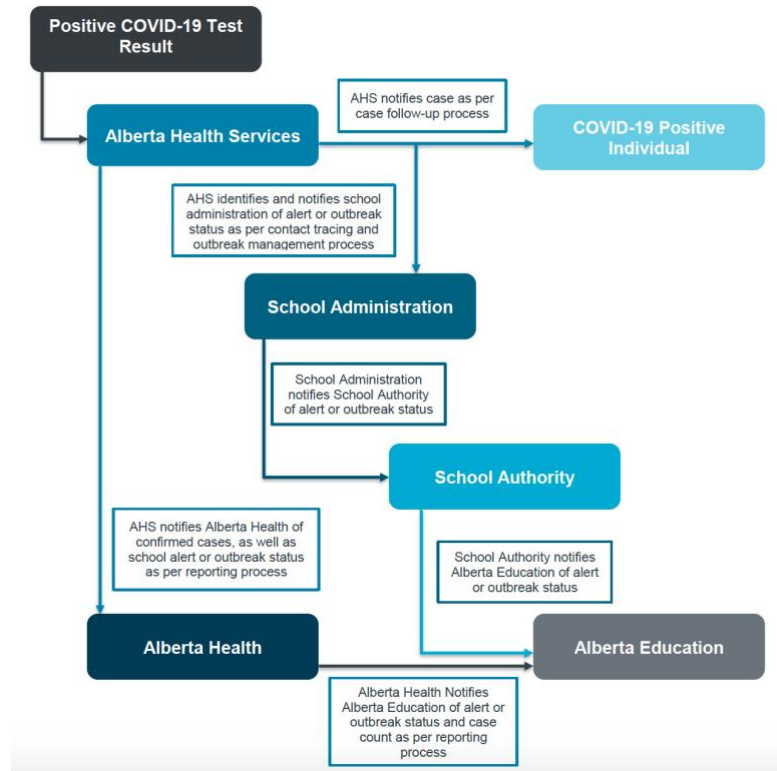 Positive COVID-19 Test
Result
AHS notifies case as per
case follow-up process
Alberta Health Services
COVID-19 Positive
Individual
AHS identifies and notifies school
administration of alert or outbreak
status as per contact tracing and
outbreak management process
School Administration
School Administration
notifies School Authority
of alert or outbreak status
School Authority
AHS notifies Alberta Health of
confirmed cases, as well as
school alert or outbreak status
as per reporting process
School Authority notifies
Alberta Education of alert
or outbreak status
Alberta Health
Alberta Education
Alberta Health Notifies
Alberta Education of alert or
outbreak status and case
count as per reporting
process